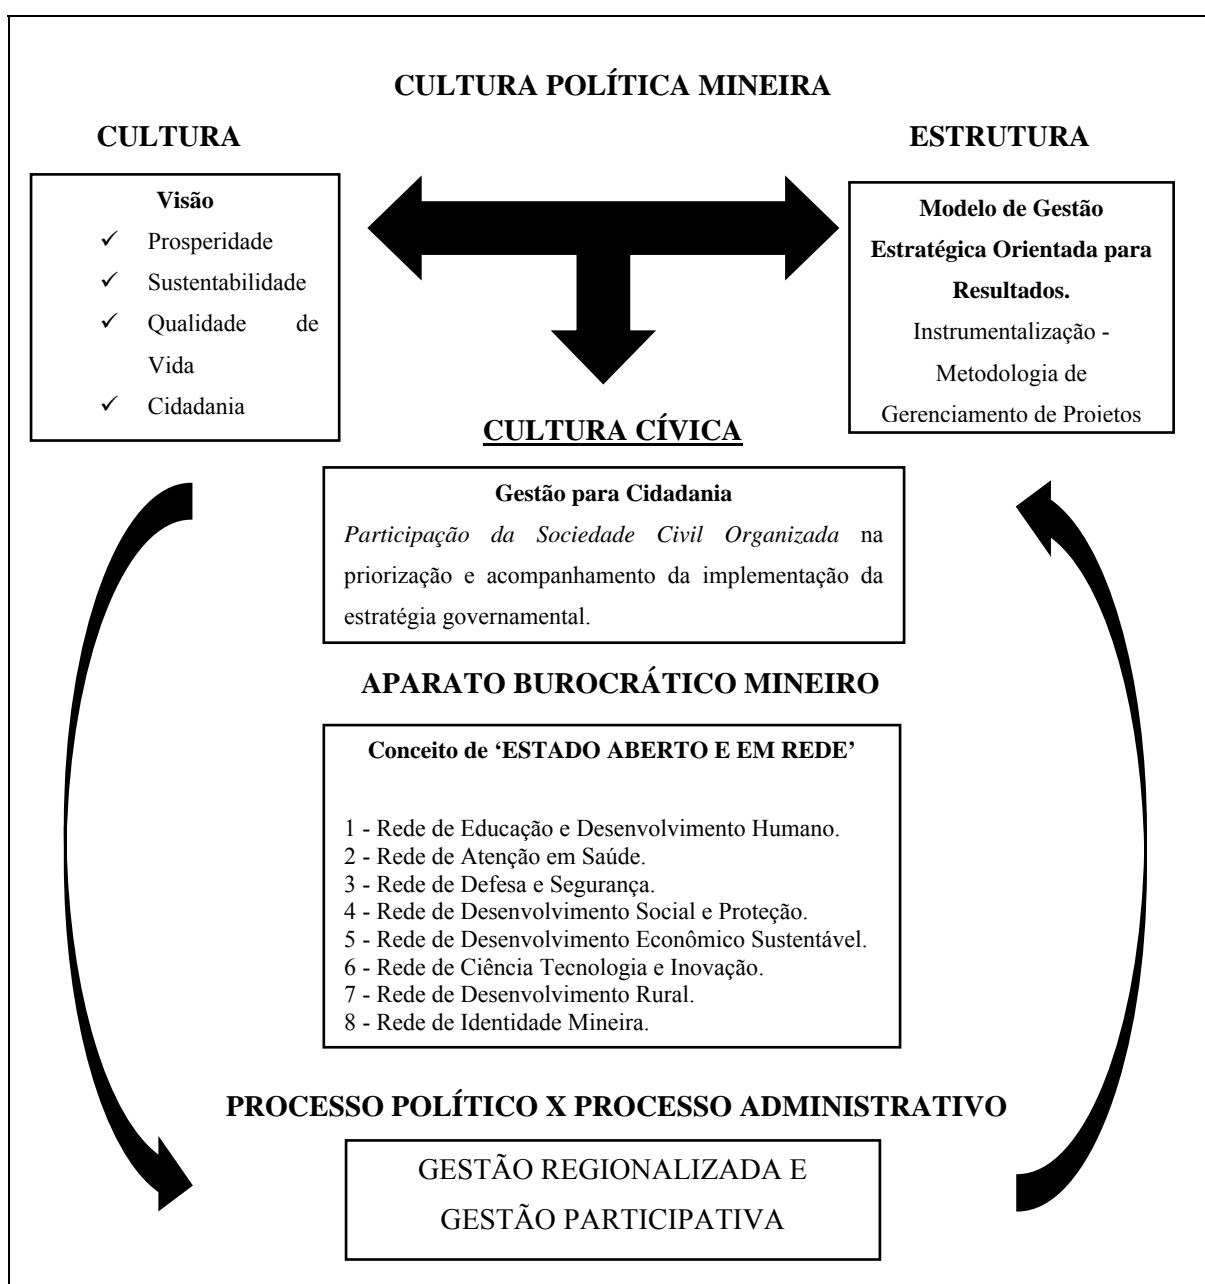 CULTURA POLÍTICA MINEIRA
CULTURA
ESTRUTURA
Visão
✓ Prosperidade
✓ Sustentabilidade
✓ Qualidade de
Vida
✓ Cidadania
Modelo de Gestão
Estratégica Orientada para
Resultados.
Instrumentalização -
Metodologia de
Gerenciamento de Projetos
CULTURA CÍVICA
Gestão para Cidadania
Participação da Sociedade Civil Organizada na
priorização e acompanhamento da implementação da
estratégia governamental.
APARATO BUROCRÁTICO MINEIRO
Conceito de ‘ESTADO ABERTO E EM REDE’
1 - Rede de Educação e Desenvolvimento Humano.
2 - Rede de Atenção em Saúde.
3 - Rede de Defesa e Segurança.
4 - Rede de Desenvolvimento Social e Proteção.
5 - Rede de Desenvolvimento Econômico Sustentável.
6 - Rede de Ciência Tecnologia e Inovação.
7 - Rede de Desenvolvimento Rural.
8 - Rede de Identidade Mineira.
PROCESSO POLÍTICO X PROCESSO ADMINISTRATIVO
GESTÃO REGIONALIZADA E
GESTÃO PARTICIPATIVA